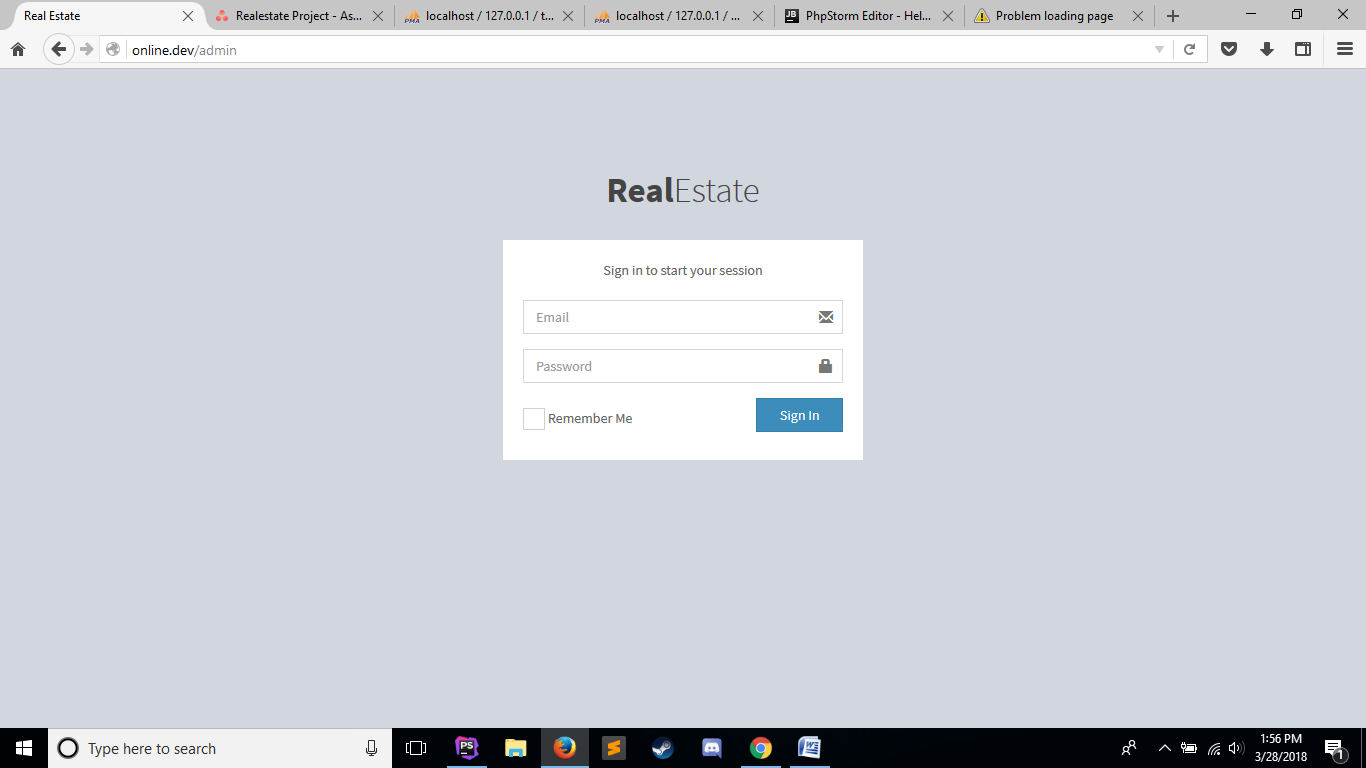 Real Estate
Realestate Project - As...
localhost / 127.0.0.1 / t...
localhost / 127.0.0.1 / ...
PhpStorm Editor - Hel...
Problem loading page
online.dev/admin
RealEstate
Sign in to start your session
Email
Password
Remember Me
Sign In
Type here to search
1:56 PM
3/28/2018
1